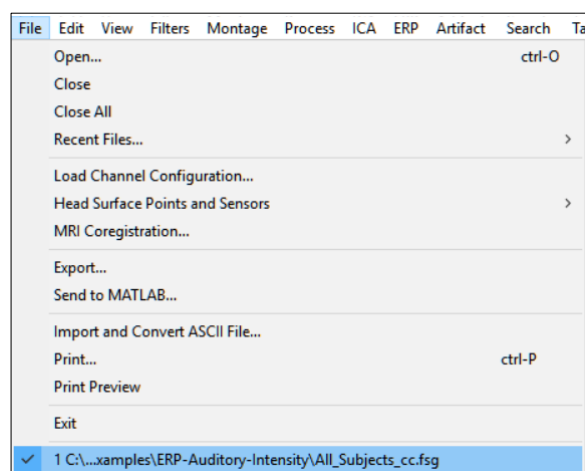 File Edit View Filters Montage Process ICA ERP Artifact Search Ta
Open... ctrl-O
Close
Close All
Recent Files...
Load Channel Configuration...
Head Surface Points and Sensors
MRI Coregistration...
Export...
Send to MATLAB...
Import and Convert ASCII File...
Print... ctrl-P
Print Preview
Exit
1 C:\...xamples\ERP-Auditory-Intensity\All_Subjects_cc.fsg